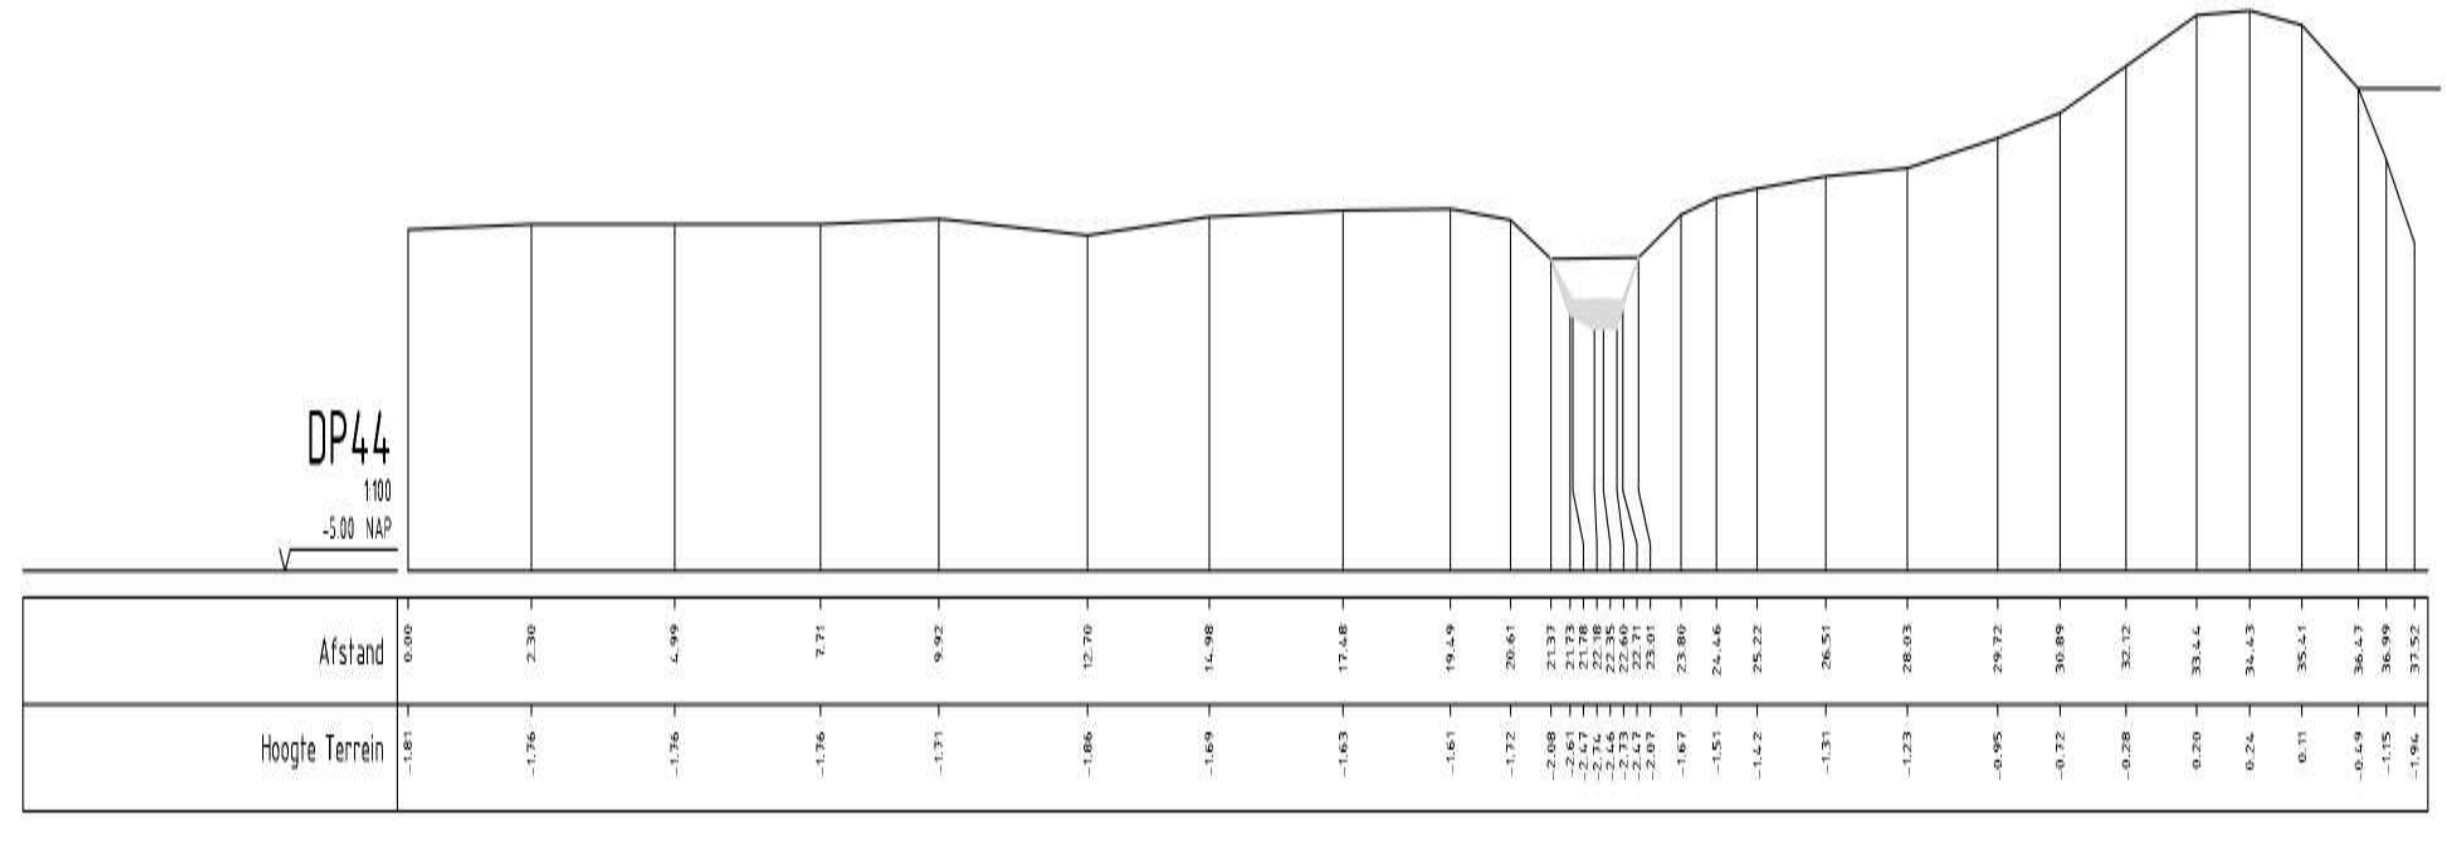 DP44
1:100
-5.00 NAP
Afstand 0.00 2.30 4.99 7.71 9.92 12.70 14.98 17.48 19.49 20.61 21.37 21.73 21.78 22.18 22.35 22.60 22.71 23.01 23.80 24.46 25.22 26.51 28.03 29.72 30.89 32.12 33.44 34.43 35.41 36.47 36.99 37.52
Hoogte Terrein -1.81 -1.76 -1.76 -1.76 -1.71 -1.86 -1.69 -1.63 -1.61 -1.72 -2.08 -2.61 -2.47 -2.74 -2.46 -2.73 -2.47 -2.07 -1.67 -1.51 -1.42 -1.31 -1.23 -0.95 -0.72 -0.28 0.20 0.24 0.11 -0.49 -1.15 -1.94